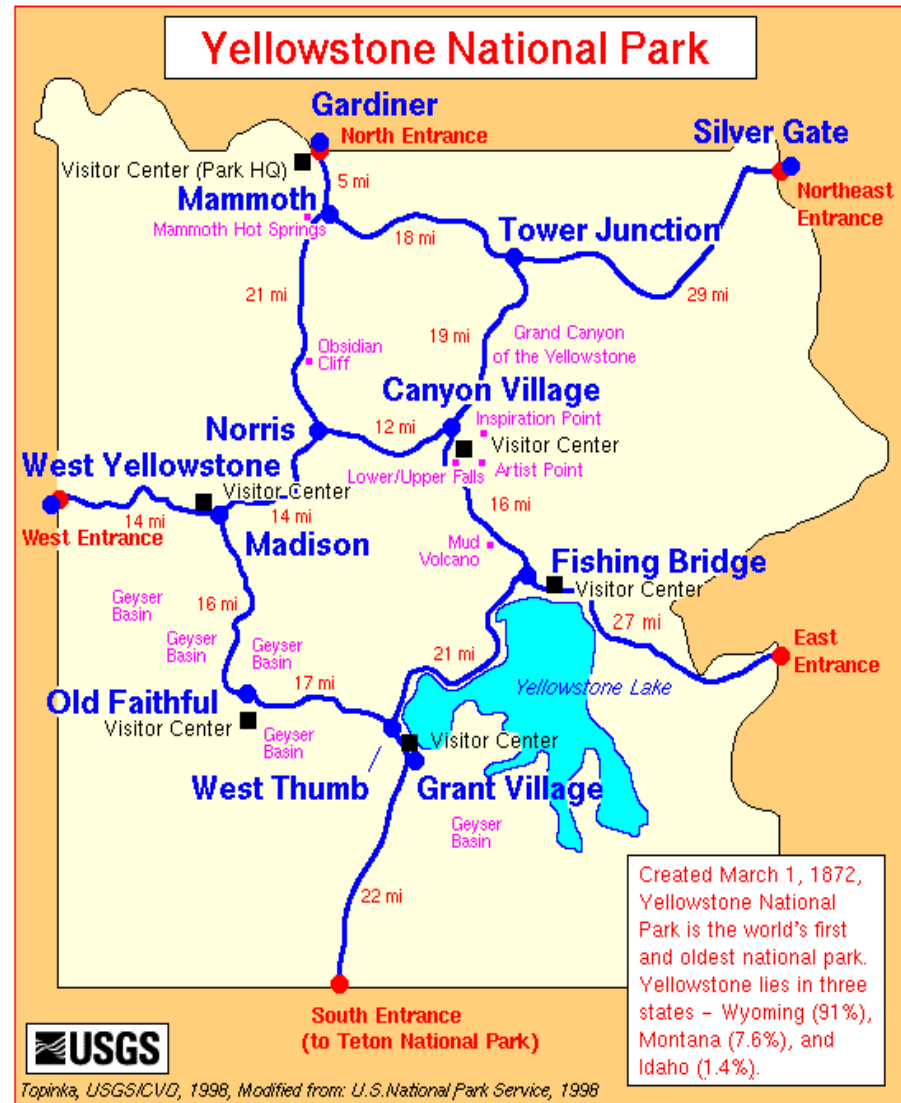 Yellowstone National Park
Gardiner
North Entrance
Silver Gate
Visitor Center (Park HQ)
5 mi
Northeast
Entrance
Mammoth
Mammoth Hot Springs
18 mi
Tower Junction
21 mi
29 mi
19 mi
Grand Canyon
of the Yellowstone
Obsidian
Cliff
Canyon Village
Norris
12 mi
Inspiration Point
Visitor Center
West Yellowstone
Lower/Upper Falls
Artist Point
Visitor Center
14 mi
14 mi
16 mi
West Entrance
Madison
Mud
Volcano
Fishing Bridge
Visitor Center
Geyser
Basin
16 mi
27 mi
Geyser
Basin
Geyser
Basin
21 mi
East
Entrance
17 mi
Yellowstone Lake
Old Faithful
Visitor Center
Geyser
Basin
Visitor Center
West Thumb
Grant Village
Geyser
Basin
22 mi
Created March 1, 1872,
Yellowstone National
Park is the world's first
and oldest national park.
Yellowstone lies in three
states – Wyoming (91%),
Montana (7.6%), and
Idaho (1.4%).
South Entrance
(to Teton National Park)
USGS
Topinka, USGS/CVO, 1998, Modified from: U.S.National Park Service, 1998